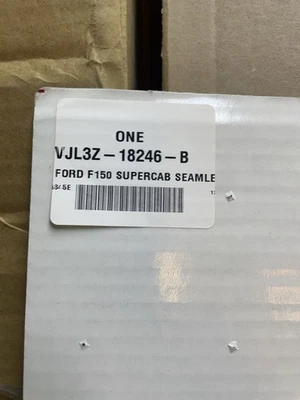 ONE
VJL3Z-18246-B
FORD F150 SUPERCAB SEAMLE